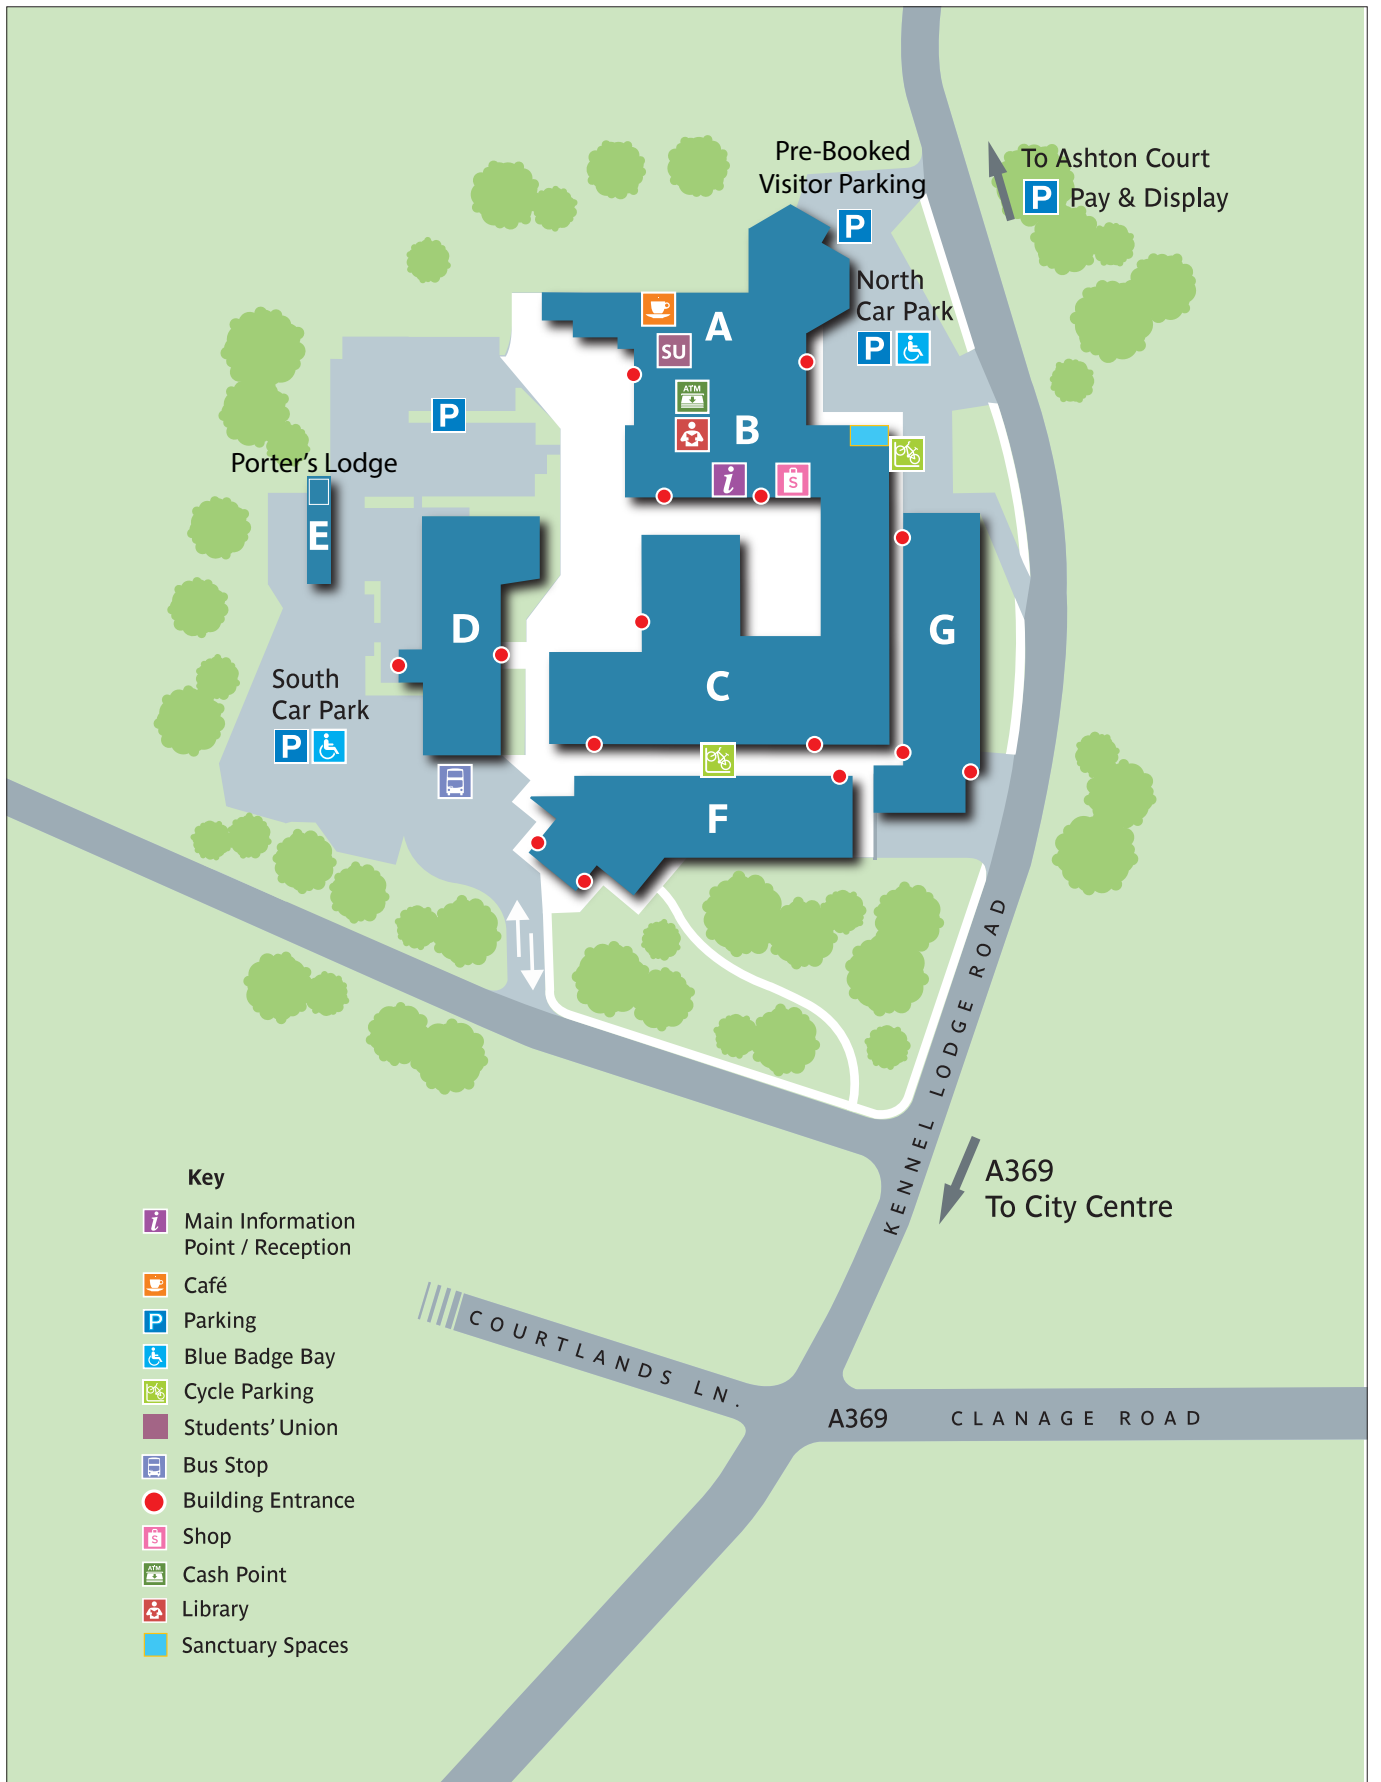 Pre-Booked
Visitor Parking
P
To Ashton Court
P Pay & Display
North
Car Park
P
A
SU
ATM
B
i
S
P
Porter's Lodge
E
D
G
C
South
Car Park
P
F
KENNEL LODGE ROAD
A369
To City Centre
Key
i Main Information
Point / Reception
Café
P Parking
Blue Badge Bay
Cycle Parking
Students' Union
Bus Stop
Building Entrance
S Shop
ATM Cash Point
Library
Sanctuary Spaces
COURTLANDS LN.
A369 CLANAGE ROAD